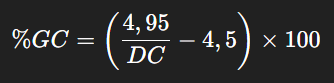 %GC = (4,95/DC − 4,5) × 100